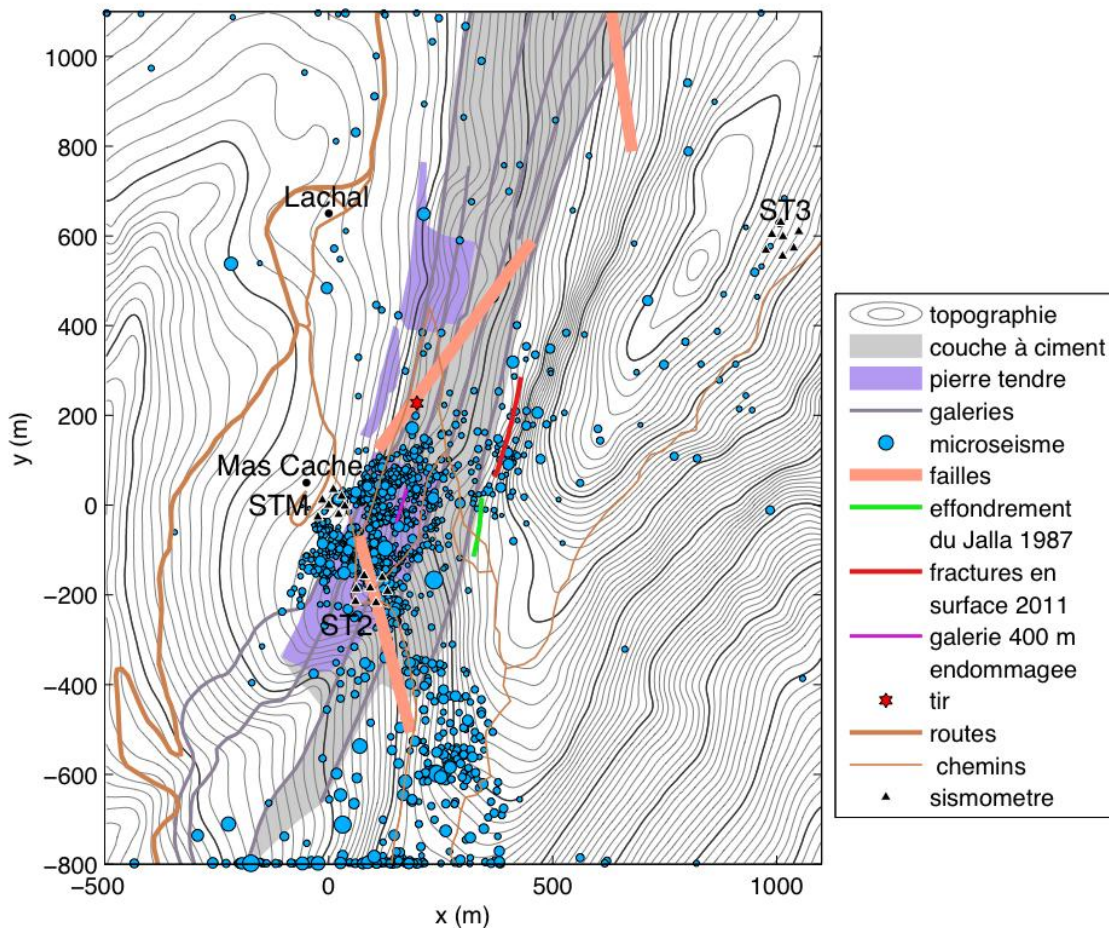 1000
800
600
400
200
0
−200
−400
−600
−800
−500
0
500
1000
y (m)
x (m)
Lachal
ST3
Mas Cache
STM
ST2
topographie
couche à ciment
pierre tendre
galeries
microseisme
failles
effondrement
du Jalla 1987
fractures en
surface 2011
galerie 400 m
endommagee
tir
routes
chemins
sismometre